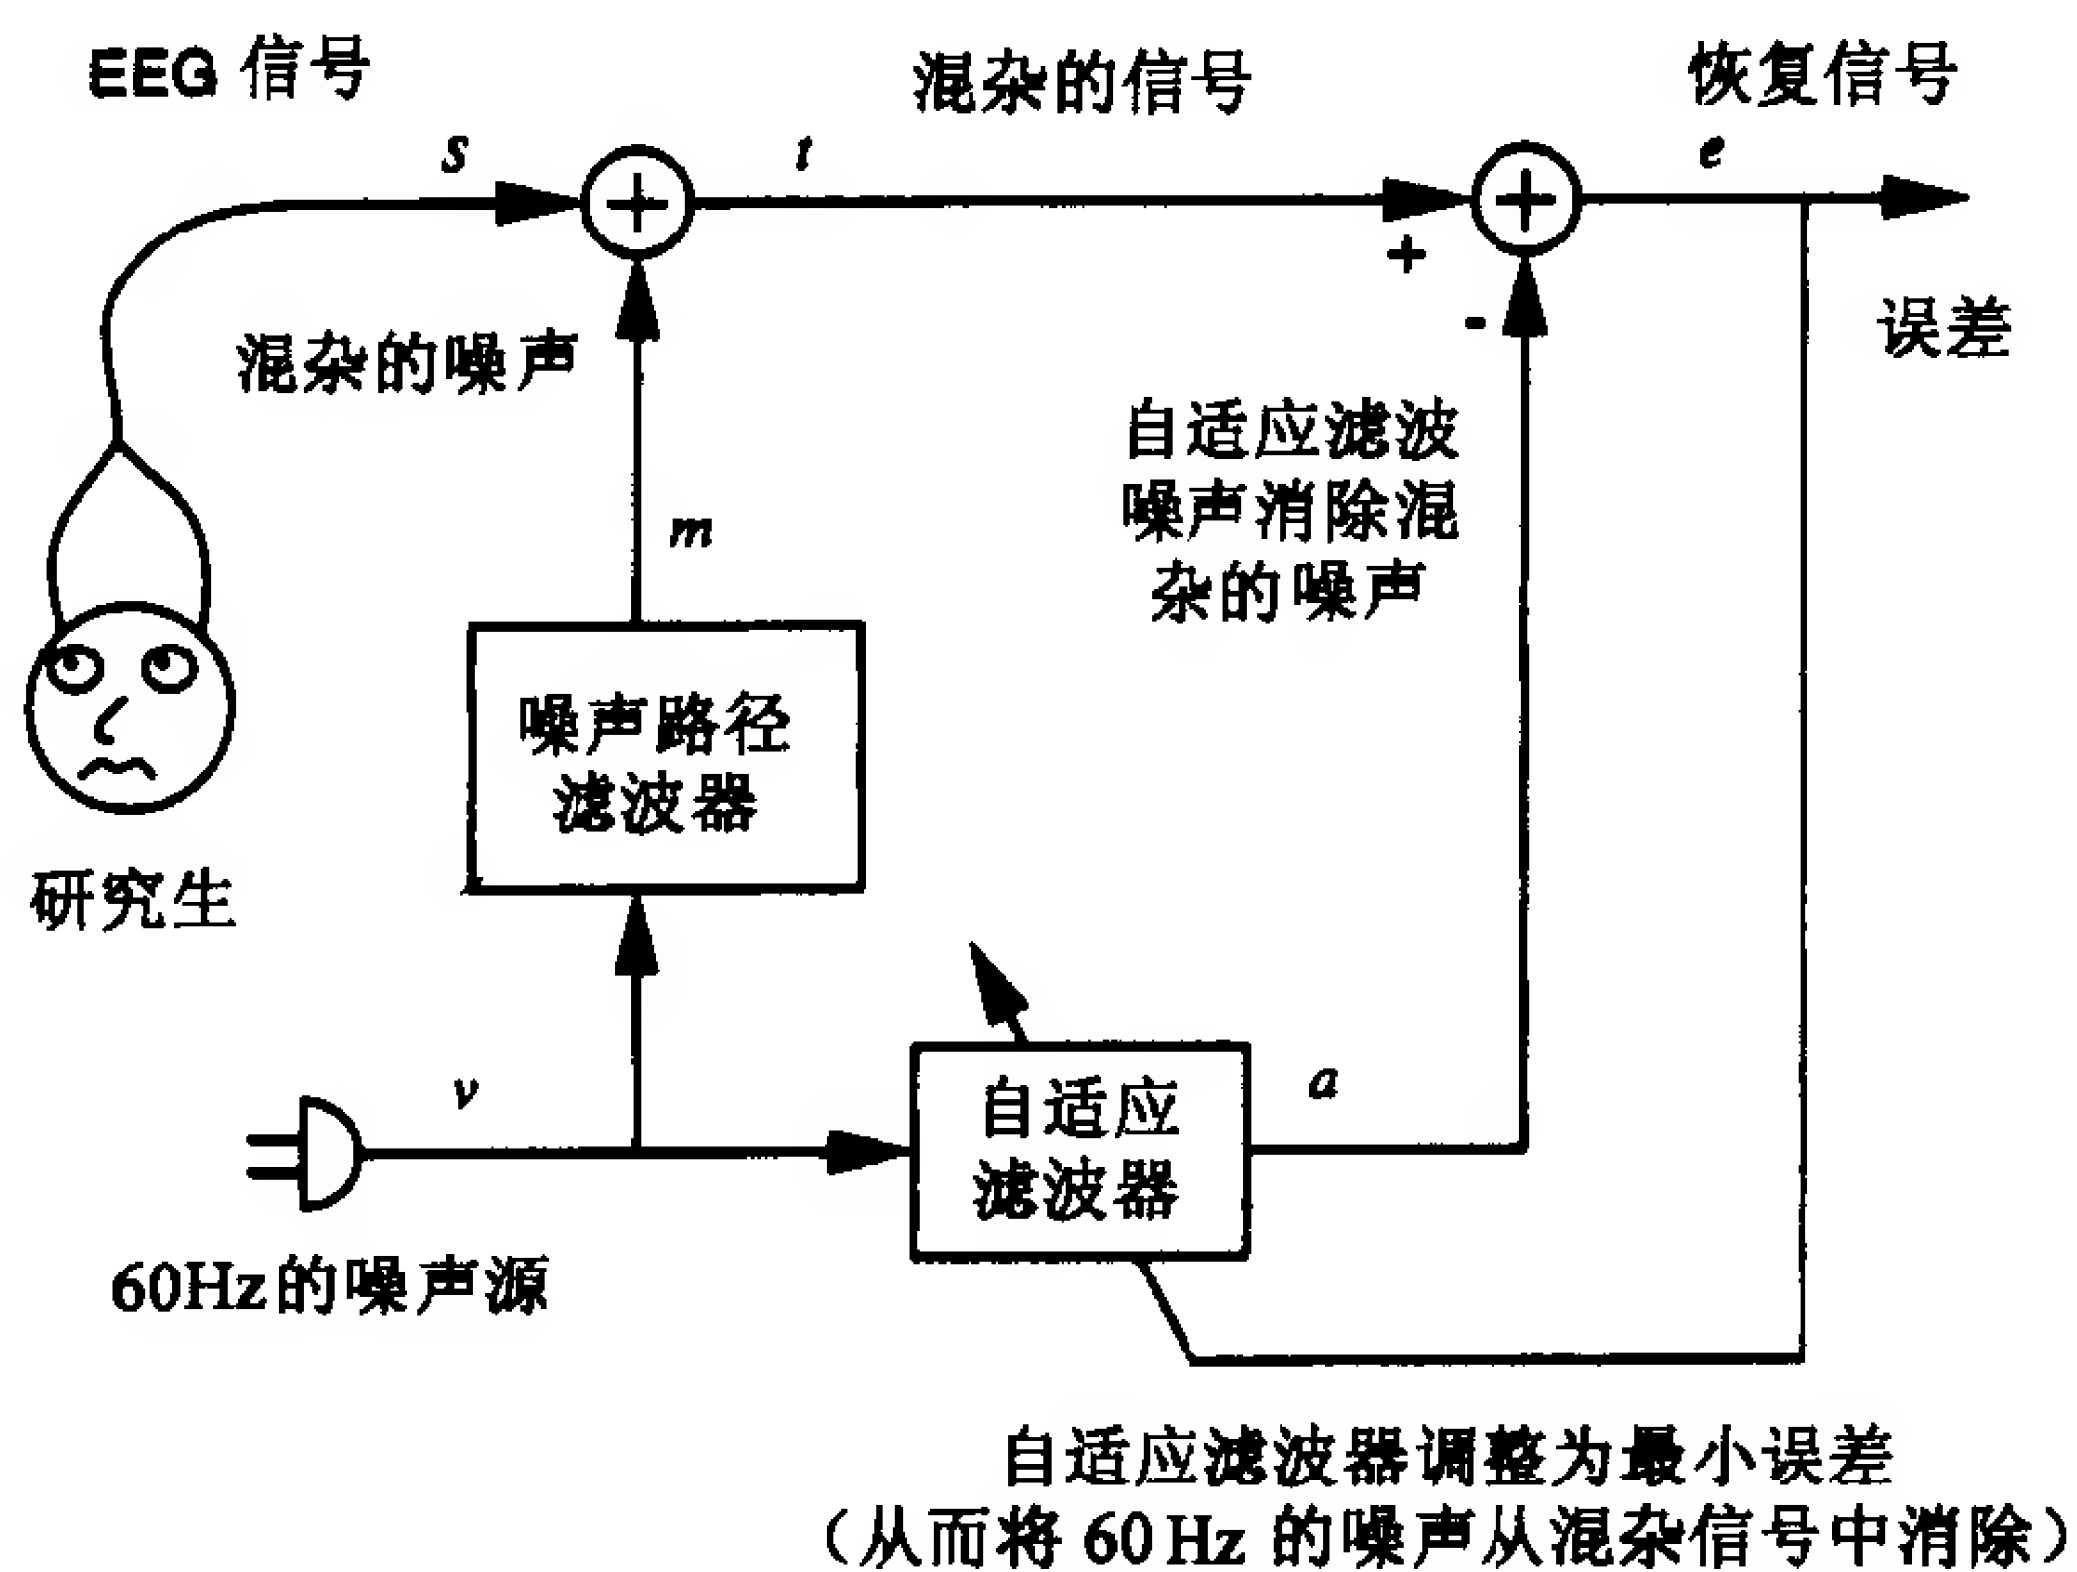 EEG 信号
混杂的信号
恢复信号
S
t
e
+
-
误差
混杂的噪声
自适应滤波
噪声消除混
杂的噪声
m
噪声路径
滤波器
研究生
v
自适应
滤波器
a
60Hz的噪声源
自适应滤波器调整为最小误差
（从而将 60 Hz 的噪声从混杂信号中消除）